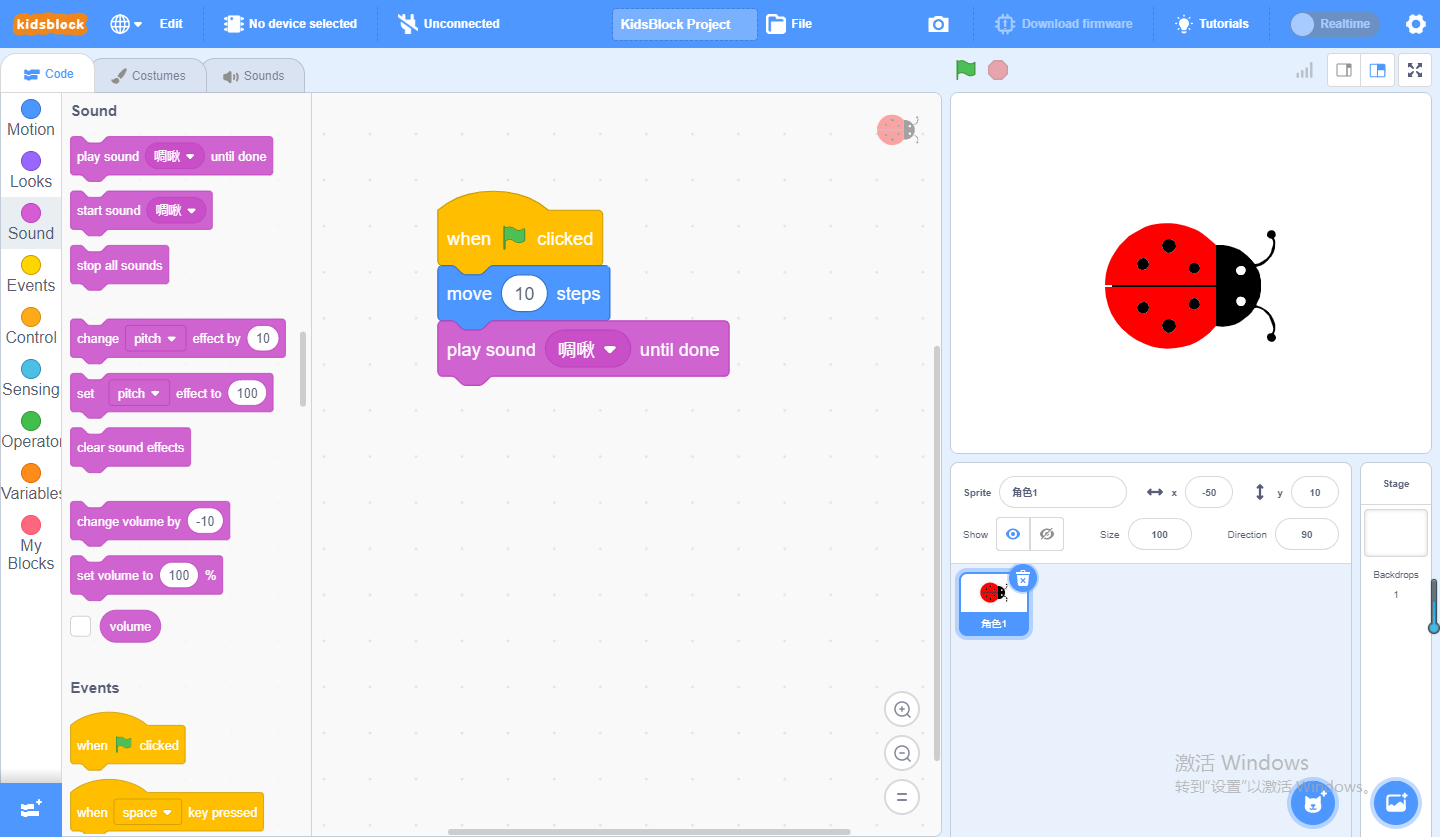 kidsblock Edit No device selected Unconnected KidsBlock Project File Download firmware Tutorials Realtime
Code Costumes Sounds
Motion
Looks
Sound
Events
Control
Sensing
Operator
Variables
My
Blocks
Sound
play sound 啁啾 until done
start sound 啁啾
stop all sounds
change pitch effect by 10
set pitch effect to 100
clear sound effects
change volume by -10
set volume to 100 %
volume
Events
when clicked
when space key pressed
when clicked
move 10 steps
play sound 啁啾 until done
Sprite 角色1 x -50 y 10
Show Size 100 Direction 90
角色1
Stage
Backdrops
1
激活 Windows
转到"设置"以激活 Windows。